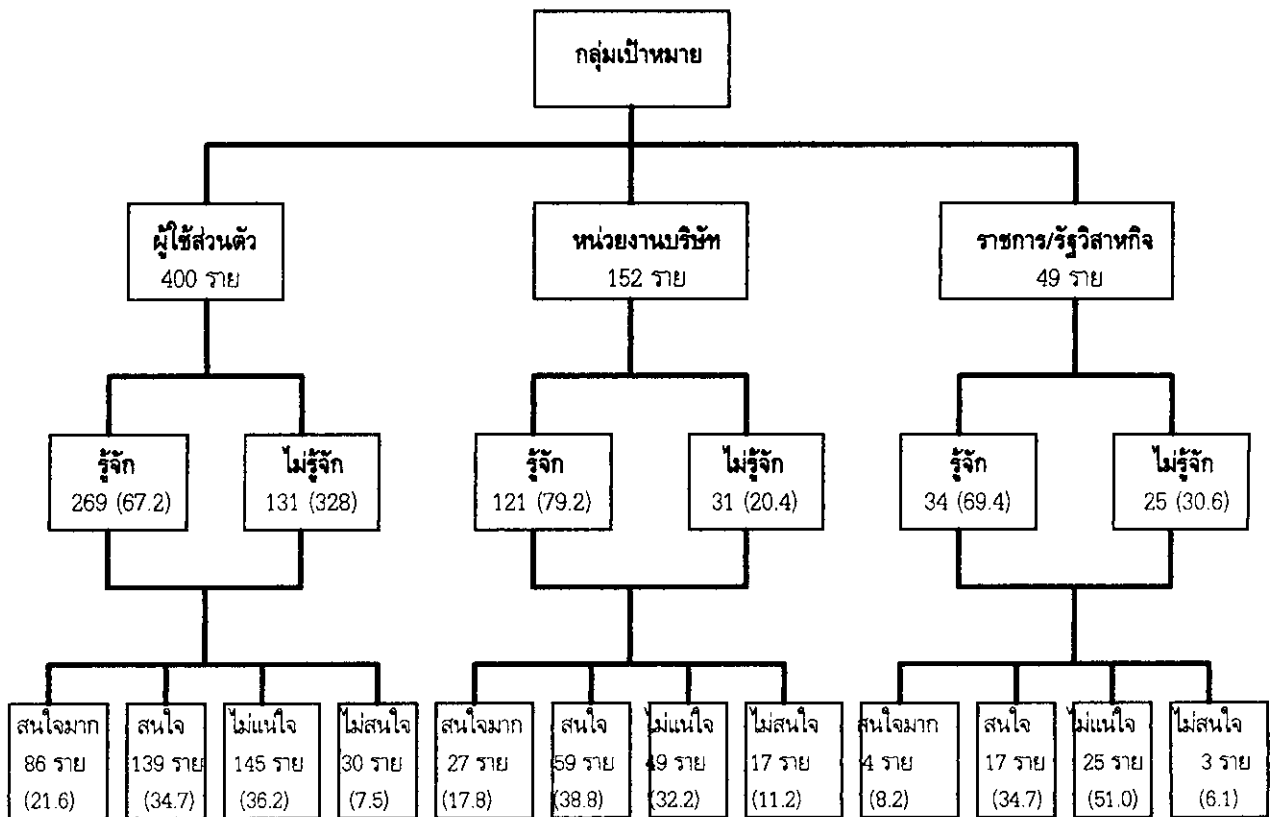 กลุ่มเป้าหมาย
ผู้ใช้ส่วนตัว
400 ราย
หน่วยงานบริษัท
152 ราย
ราชการ/รัฐวิสาหกิจ
49 ราย
รู้จัก
269 (67.2)
ไม่รู้จัก
131 (328)
รู้จัก
121 (79.2)
ไม่รู้จัก
31 (20.4)
รู้จัก
34 (69.4)
ไม่รู้จัก
25 (30.6)
สนใจมาก
86 ราย
(21.6)
สนใจ
139 ราย
(34.7)
ไม่แน่ใจ
145 ราย
(36.2)
ไม่สนใจ
30 ราย
(7.5)
สนใจมาก
27 ราย
(17.8)
สนใจ
59 ราย
(38.8)
ไม่แน่ใจ
49 ราย
(32.2)
ไม่สนใจ
17 ราย
(11.2)
สนใจมาก
4 ราย
(8.2)
สนใจ
17 ราย
(34.7)
ไม่แน่ใจ
25 ราย
(51.0)
ไม่สนใจ
3 ราย
(6.1)